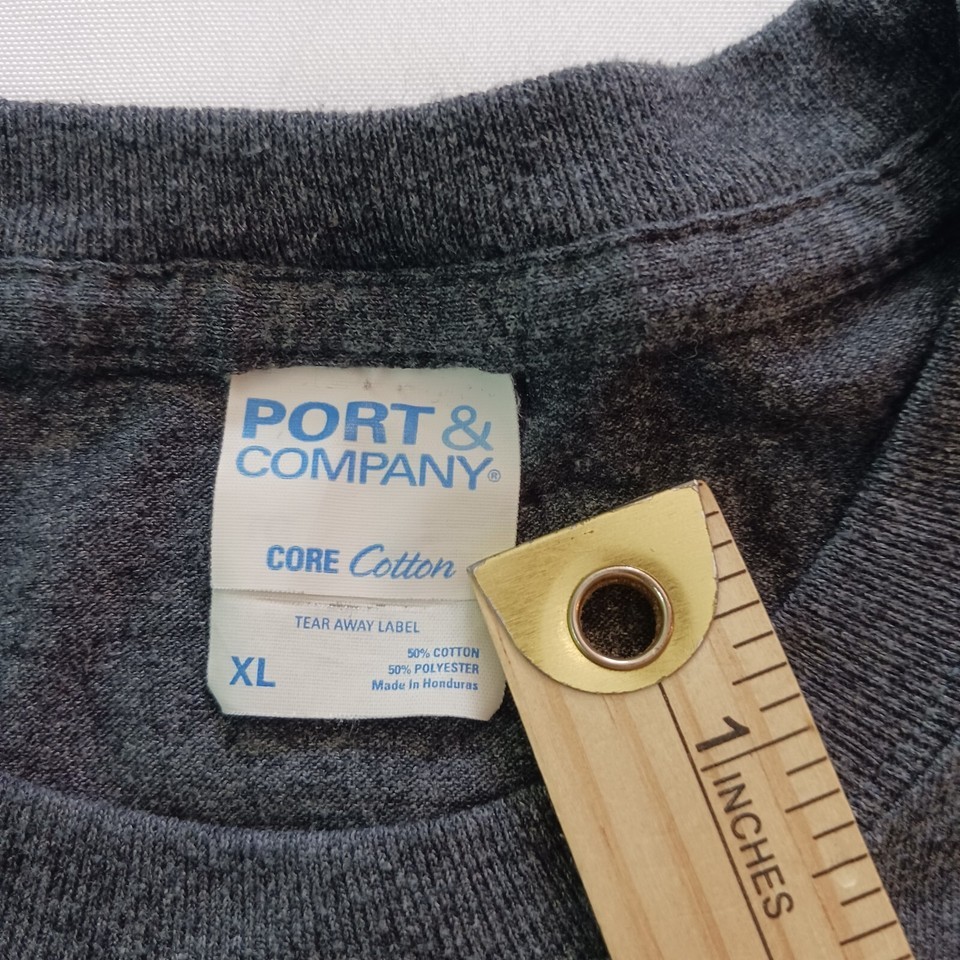 PORT &
COMPANY®
CORE Cotton
TEAR AWAY LABEL
50% COTTON
50% POLYESTER
XL
Made In Honduras
1
INCHES